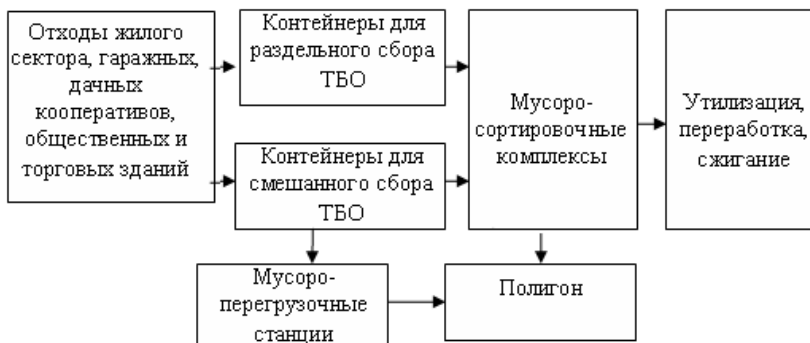 Отходы жилого
сектора, гаражных,
дачных
кооперативов,
общественных и
торговых зданий
Контейнеры для
раздельного сбора
ТБО
Контейнеры для
смешанного сбора
ТБО
Мусоро-
сортировочные
комплексы
Утилизация,
переработка,
сжигание
Мусоро-
перегрузочные
станции
Полигон